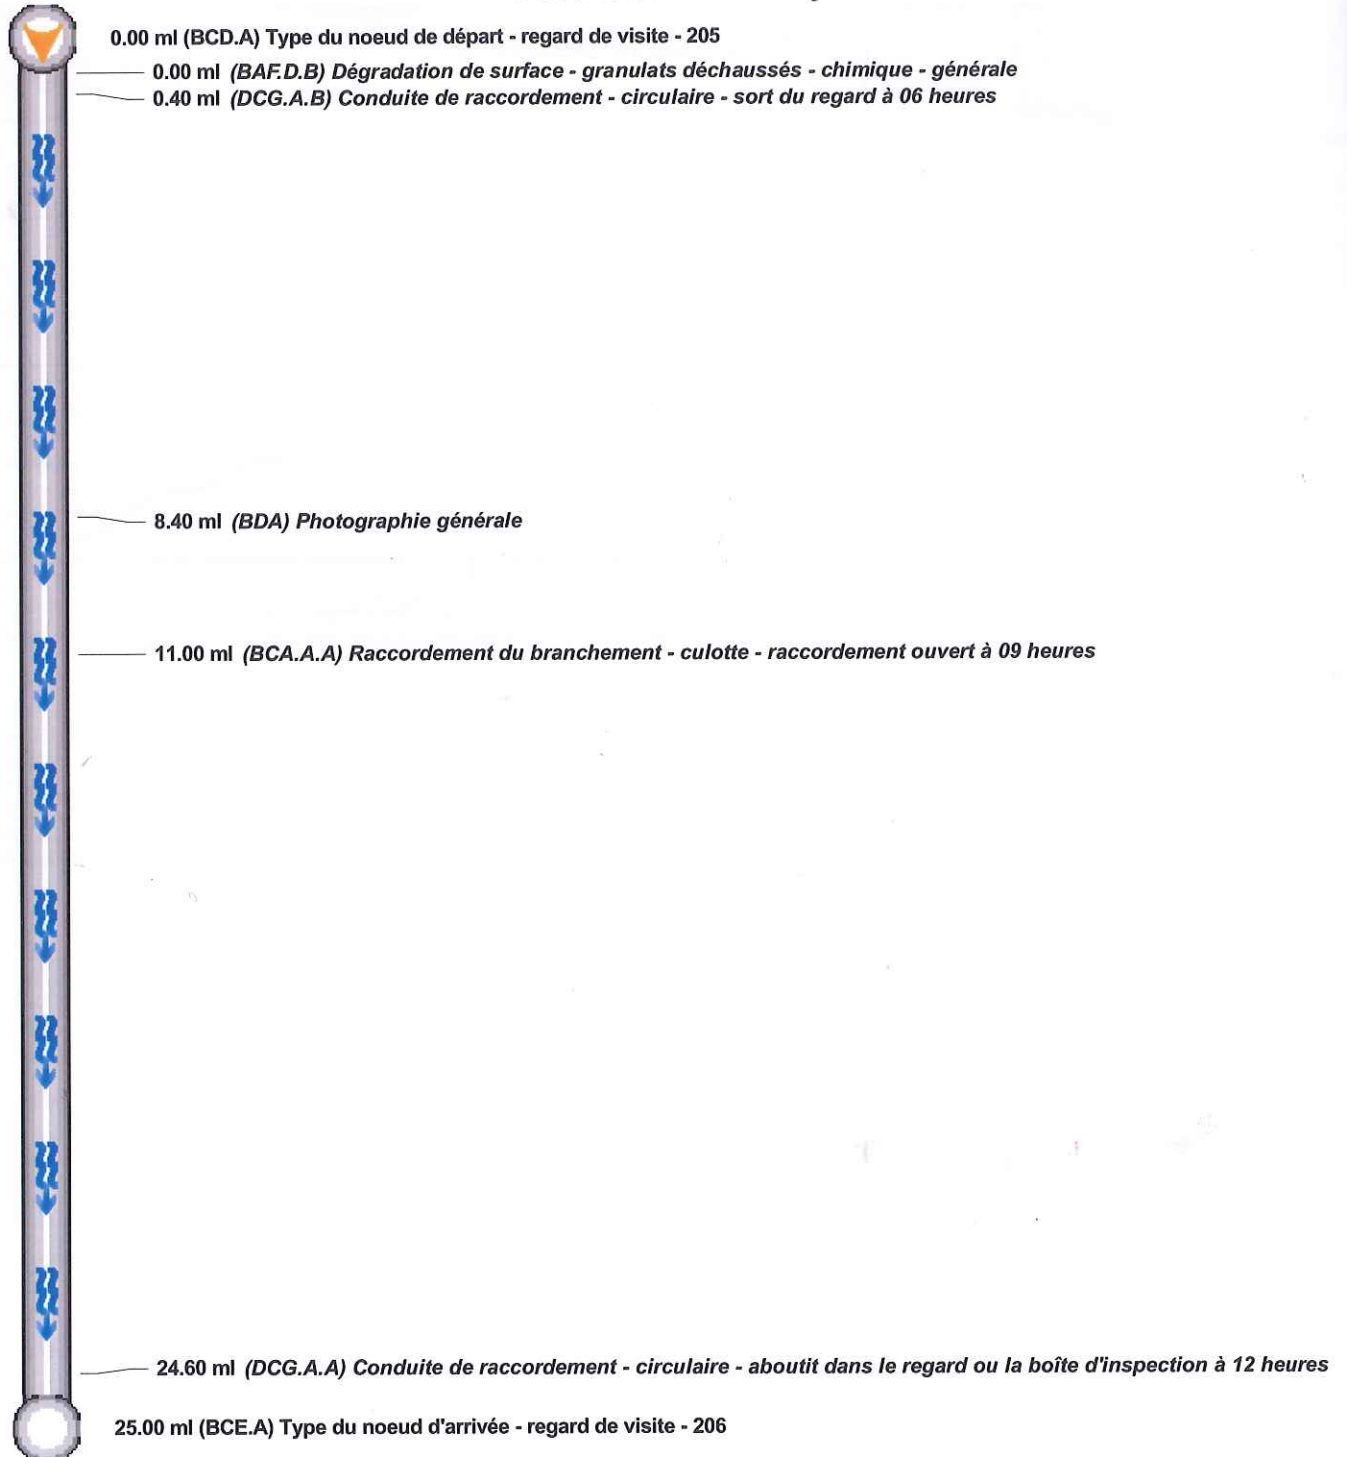 0.00 ml (BCD.A) Type du noeud de départ - regard de visite - 205
0.00 ml (BAF.D.B) Dégradation de surface - granulats déchaussés - chimique - générale
0.40 ml (DCG.A.B) Conduite de raccordement - circulaire - sort du regard à 06 heures
8.40 ml (BDA) Photographie générale
11.00 ml (BCA.A.A) Raccordement du branchement - culotte - raccordement ouvert à 09 heures
24.60 ml (DCG.A.A) Conduite de raccordement - circulaire - aboutit dans le regard ou la boîte d'inspection à 12 heures
25.00 ml (BCE.A) Type du noeud d'arrivée - regard de visite - 206